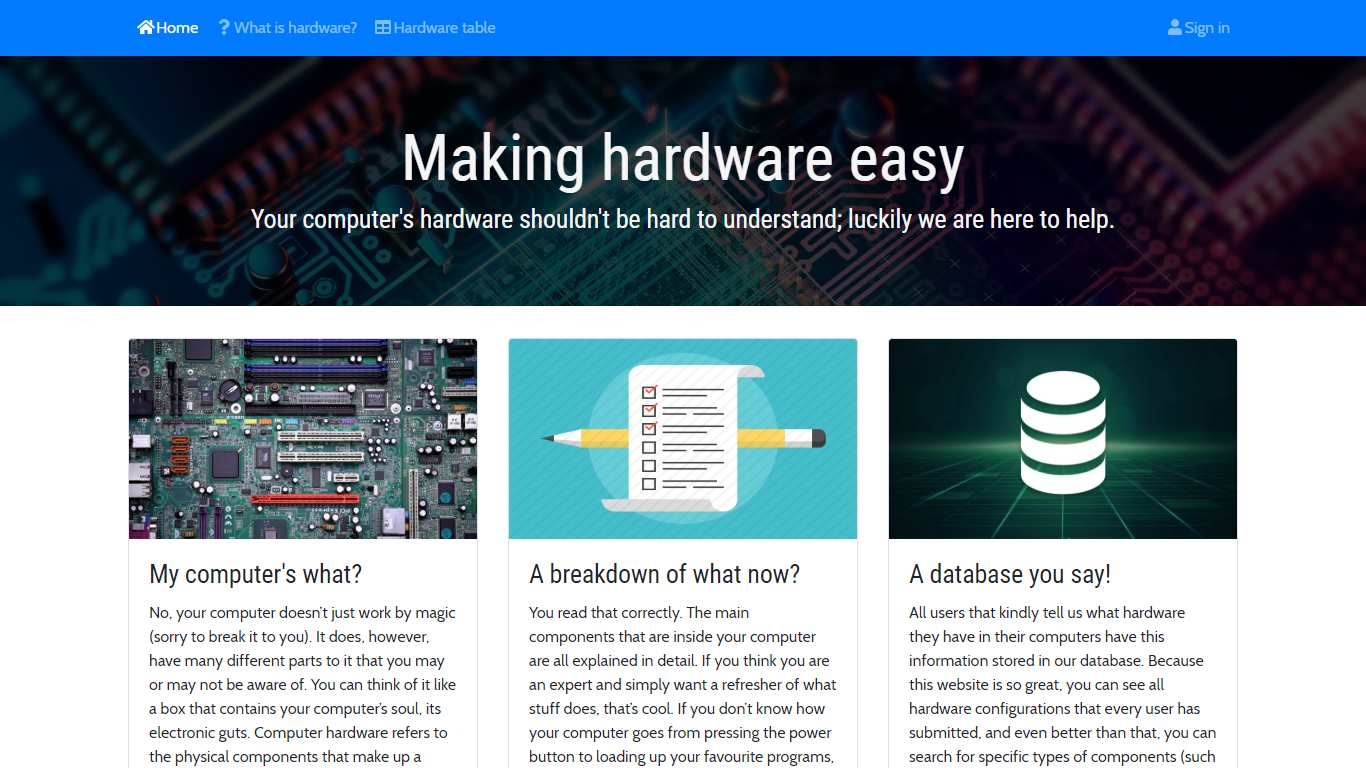 Home What is hardware? Hardware table Sign in
Making hardware easy
Your computer's hardware shouldn't be hard to understand; luckily we are here to help.
My computer's what?
No, your computer doesn’t just work by magic
(sorry to break it to you). It does, however,
have many different parts to it that you may
or may not be aware of. You can think of it like
a box that contains your computer’s soul, its
electronic guts. Computer hardware refers to
the physical components that make up a
A breakdown of what now?
You read that correctly. The main
components that are inside your computer
are all explained in detail. If you think you are
an expert and simply want a refresher of what
stuff does, that’s cool. If you don’t know how
your computer goes from pressing the power
button to loading up your favourite programs,
A database you say!
All users that kindly tell us what hardware
they have in their computers have this
information stored in our database. Because
this website is so great, you can see all
hardware configurations that every user has
submitted, and even better than that, you can
search for specific types of components (such